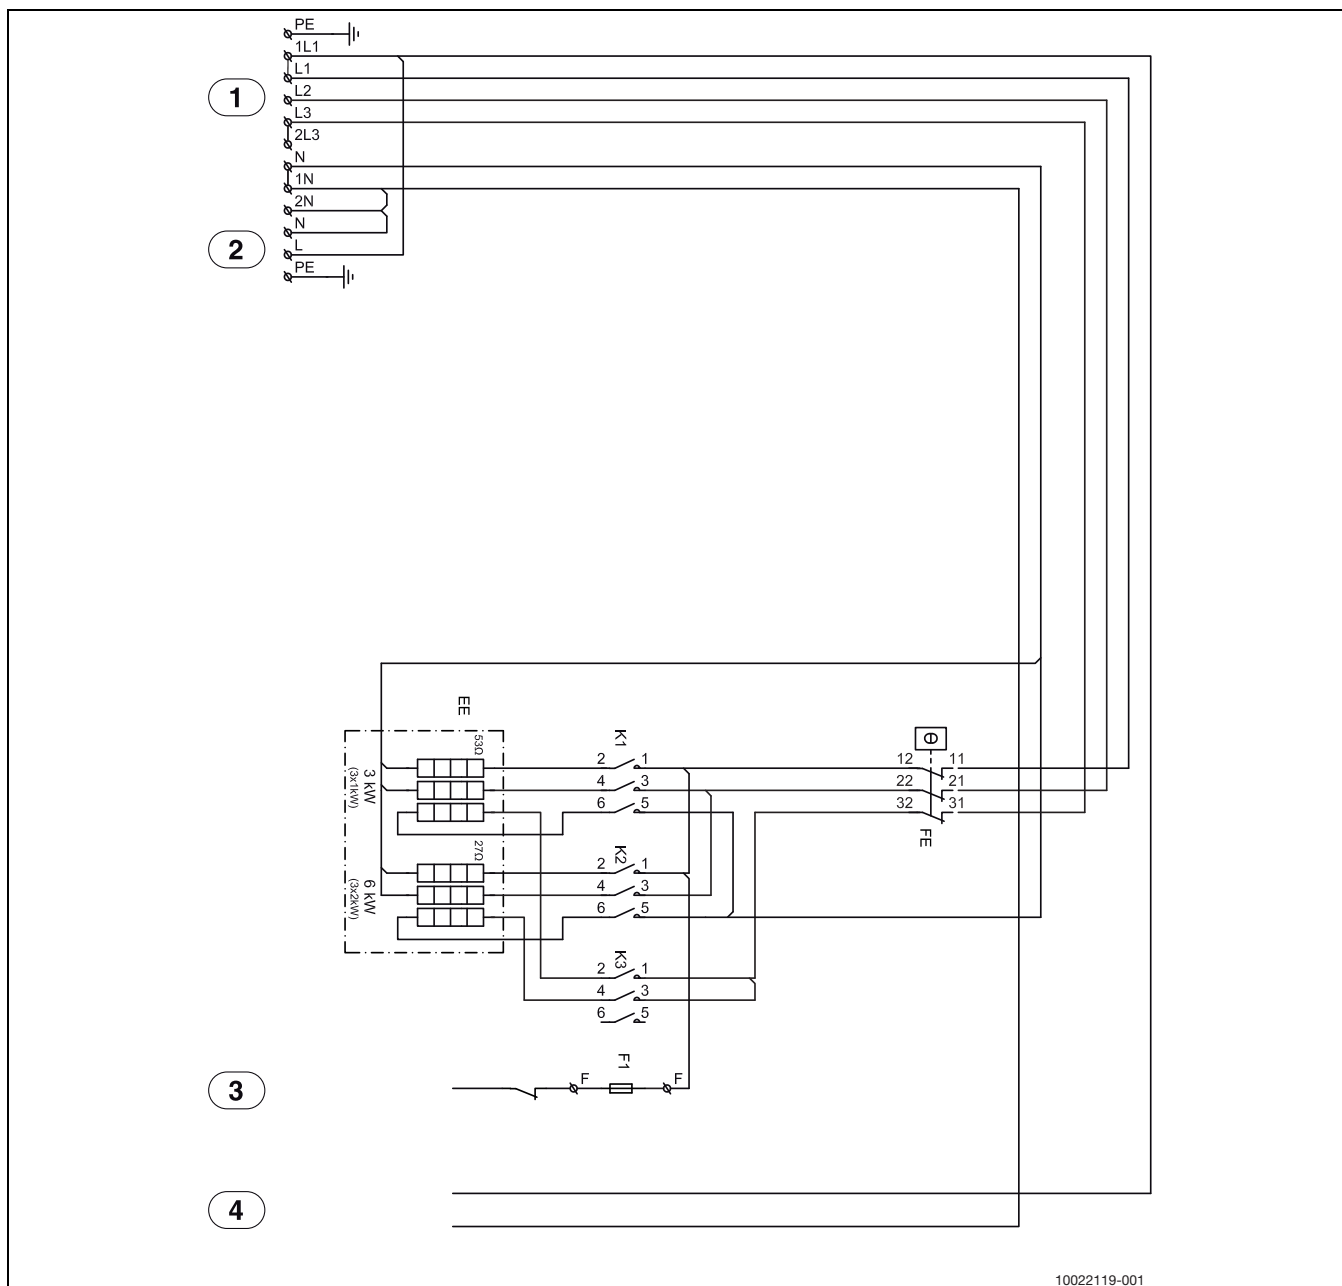 PE
1L1
L1
1
L2
L3
2L3
N
1N
2N
N
2
L
PE
EE
53Ω
3 kW
(3x1kW)
27Ω
6 kW
(3x2kW)
K1
2 1
4 3
6 5
K2
2 1
4 3
6 5
K3
2 1
4 3
6 5
Θ
12 11
22 21
32 31
FE
F1
3
F F
4
10022119-001